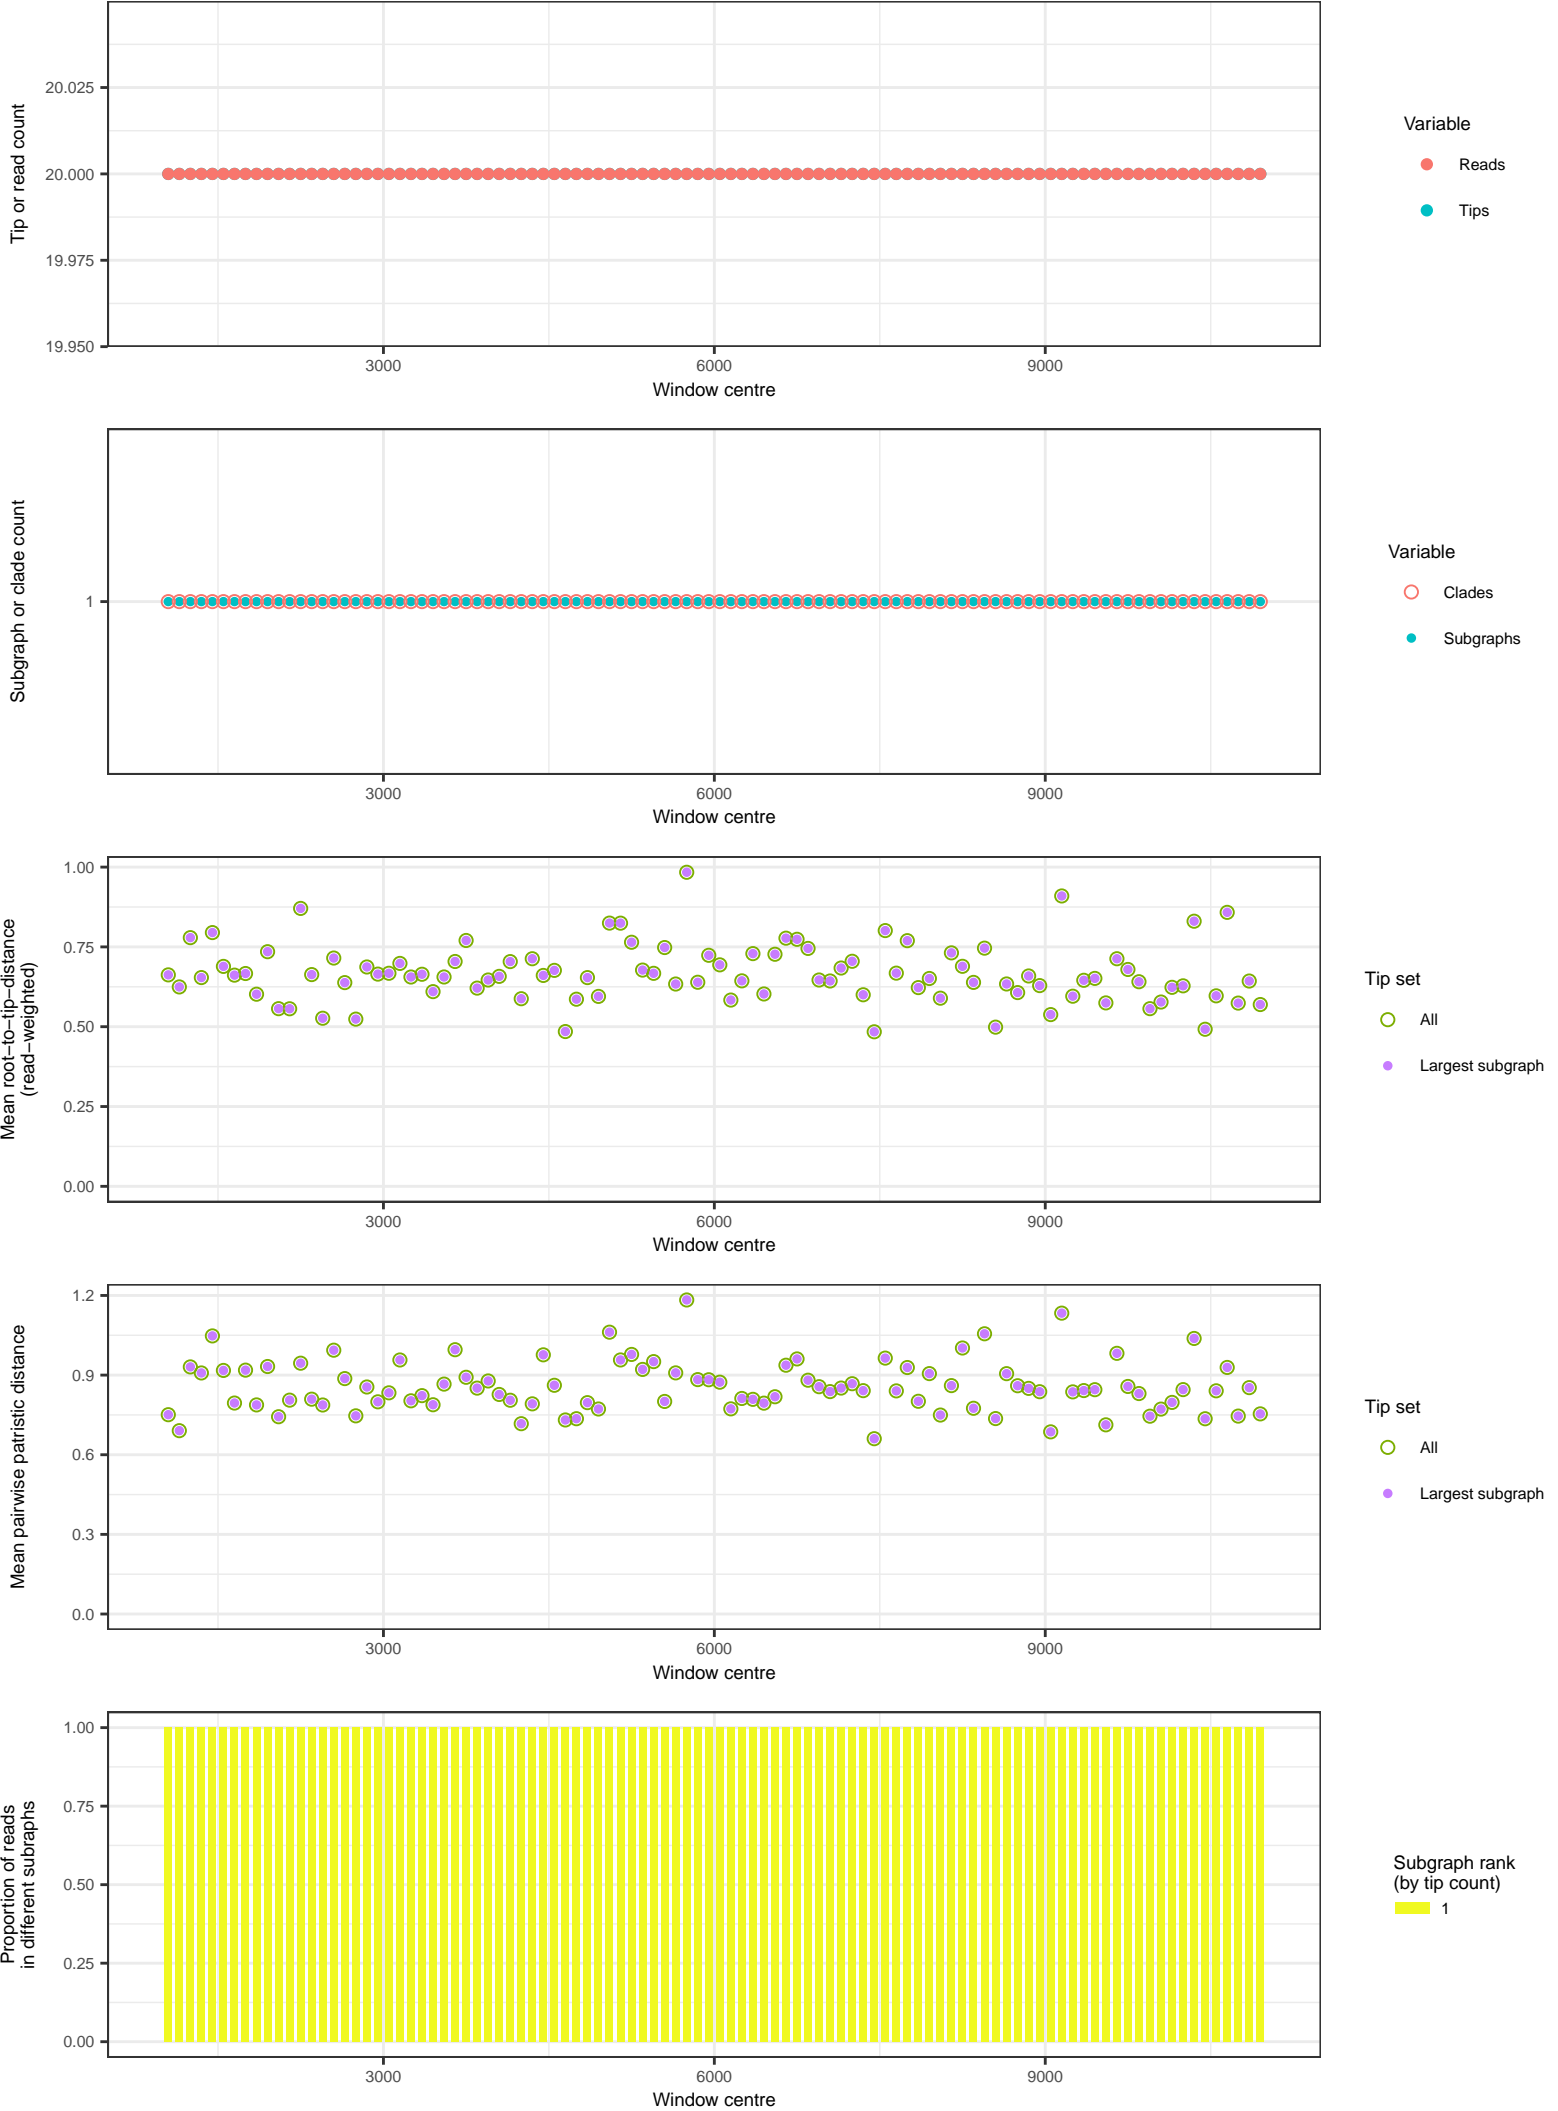 20.025
20.000
19.975
19.950
Tip or read count
3000 6000 9000
Window centre
Variable
Reads
Tips
1
Subgraph or clade count
3000 6000 9000
Window centre
Variable
Clades
Subgraphs
1.00
0.75
0.50
0.25
0.00
Mean root−to−tip−distance
(read−weighted)
3000 6000 9000
Window centre
Tip set
All
Largest subgraph
1.2
0.9
0.6
0.3
0.0
Mean pairwise patristic distance
3000 6000 9000
Window centre
Tip set
All
Largest subgraph
1.00
0.75
0.50
0.25
0.00
Proportion of reads
in different subraphs
3000 6000 9000
Window centre
Subgraph rank
(by tip count)
1